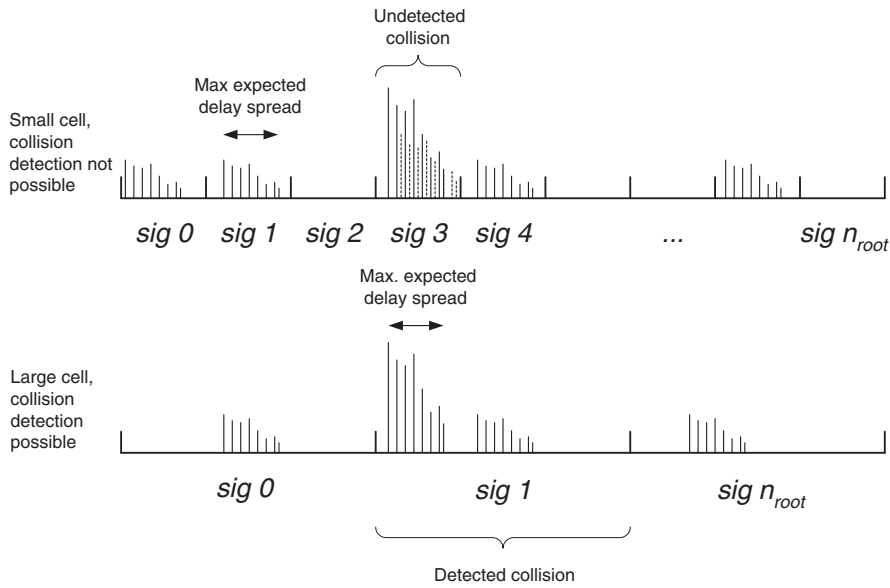 Undetected
collision
Max expected
delay spread
Small cell,
collision
detection not
possible
sig 0 sig 1 sig 2 sig 3 sig 4 ... sig n_root
Max. expected
delay spread
Large cell,
collision
detection
possible
sig 0 sig 1 sig n_root
Detected collision